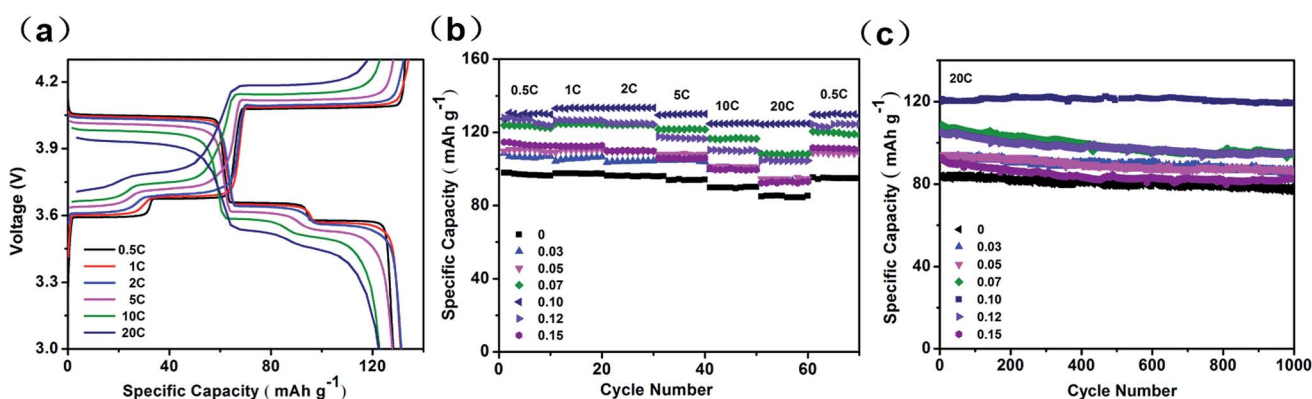 (a)
4.2
3.9
3.6
3.3
3.0
Voltage (V)
0.5C
1C
2C
5C
10C
20C
0
40
80
120
Specific Capacity ( mAh g-1)
(b)
160
120
80
40
0
Specific Capacity ( mAh g-1)
0.5C 1C 2C 5C 10C 20C 0.5C
0
0.03
0.05
0.07
0.10
0.12
0.15
0
20
40
60
Cycle Number
(c)
120
80
40
0
Specific Capacity ( mAh g-1)
20C
0
0.03
0.05
0.07
0.10
0.12
0.15
0
200
400
600
800
1000
Cycle Number